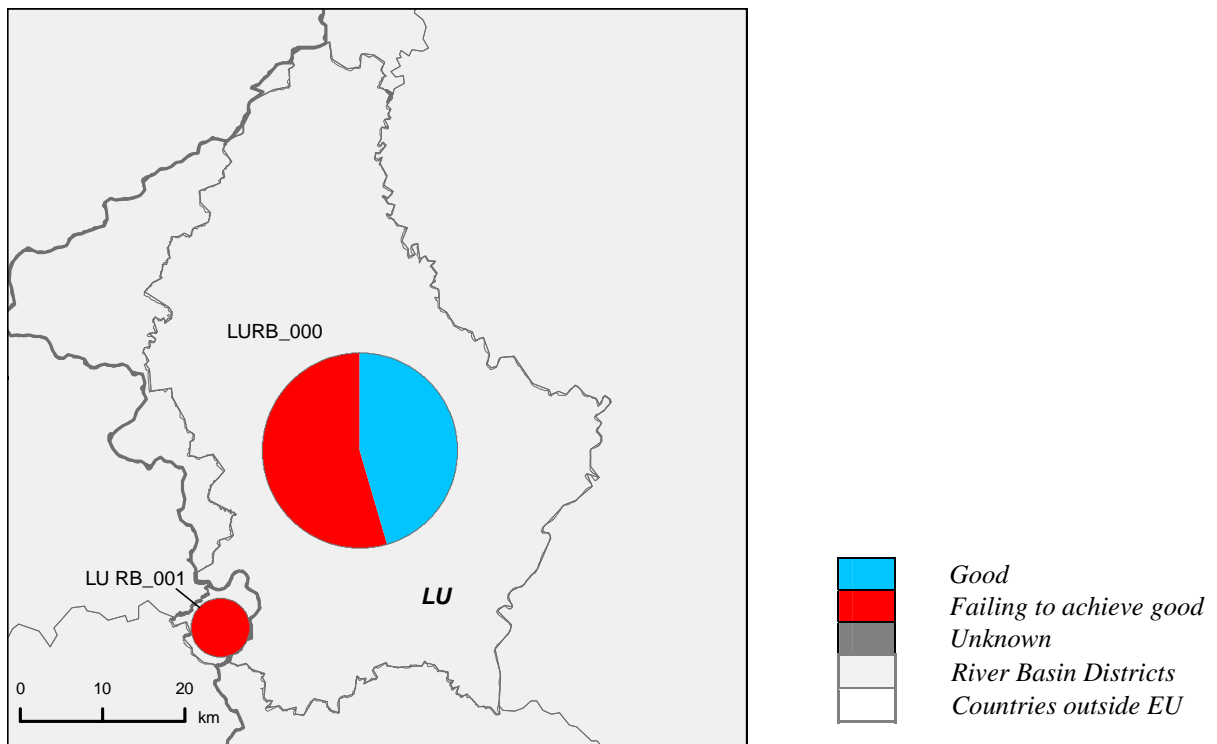 LURB_000
LU RB_001
LU
0 10 20
km
Good
Failing to achieve good
Unknown
River Basin Districts
Countries outside EU